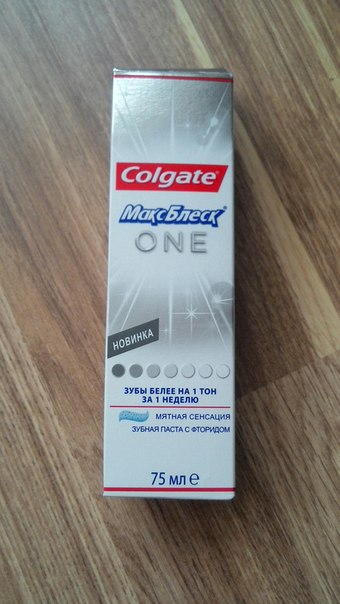 Colgate®
МаксБлеск®
ONE
НОВИНКА
ЗУБЫ БЕЛЕЕ НА 1 ТОН
ЗА 1 НЕДЕЛЮ
МЯТНАЯ СЕНСАЦИЯ
ЗУБНАЯ ПАСТА С ФТОРИДОМ
75 мл ℮